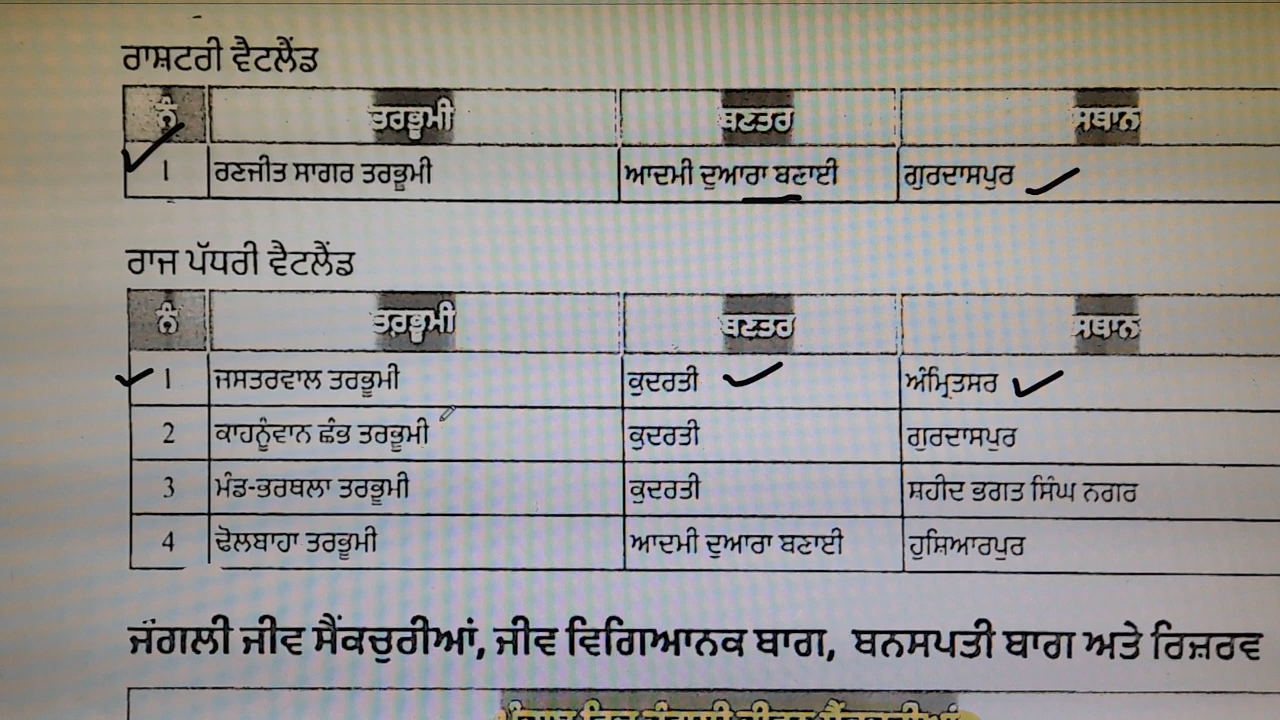 ਰਾਸ਼ਟਰੀ ਵੈਟਲੈਂਡ
ਨੰ ਤਰਭੂਮੀ ਬਣਤਰ ਸਥਾਨ
1 ਰਣਜੀਤ ਸਾਗਰ ਤਰਭੂਮੀ ਆਦਮੀ ਦੁਆਰਾ ਬਣਾਈ ਗੁਰਦਾਸਪੁਰ
ਰਾਜ ਪੱਧਰੀ ਵੈਟਲੈਂਡ
ਨੰ ਤਰਭੂਮੀ ਬਣਤਰ ਸਥਾਨ
1 ਜਸਤਰਵਾਲ ਤਰਭੂਮੀ ਕੁਦਰਤੀ ਅੰਮ੍ਰਿਤਸਰ
2 ਕਾਹਨੂੰਵਾਨ ਛੰਭ ਤਰਭੂਮੀ ਕੁਦਰਤੀ ਗੁਰਦਾਸਪੁਰ
3 ਮੰਡ-ਭਰਥਲਾ ਤਰਭੂਮੀ ਕੁਦਰਤੀ ਸ਼ਹੀਦ ਭਗਤ ਸਿੰਘ ਨਗਰ
4 ਢੋਲਬਾਹਾ ਤਰਭੂਮੀ ਆਦਮੀ ਦੁਆਰਾ ਬਣਾਈ ਹੁਸ਼ਿਆਰਪੁਰ
ਜੰਗਲੀ ਜੀਵ ਸੈਂਕਚੁਰੀਆਂ, ਜੀਵ ਵਿਗਿਆਨਕ ਬਾਗ, ਬਨਸਪਤੀ ਬਾਗ ਅਤੇ ਰਿਜ਼ਰਵ